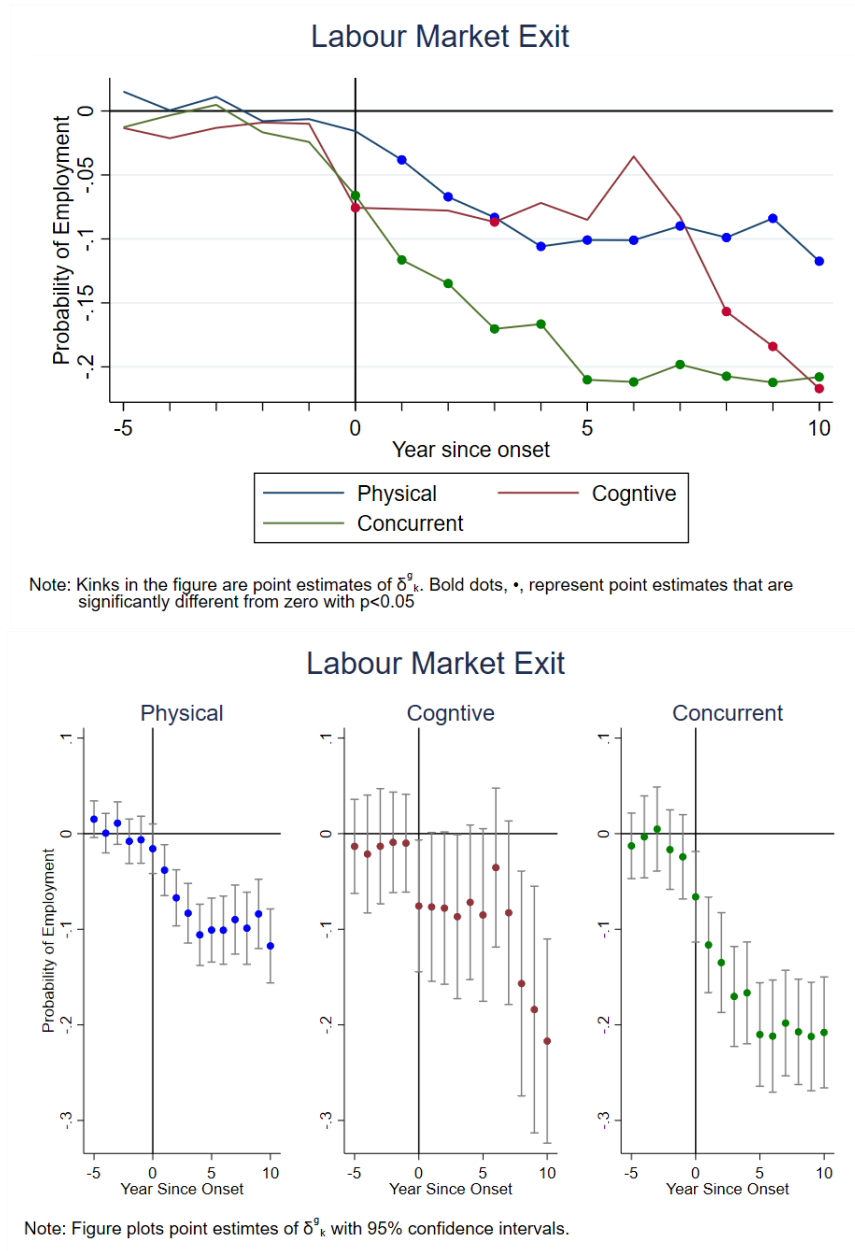 Labour Market Exit
Probability of Employment
0
-.05
-.1
-.15
-.2
-5
0
5
10
Year since onset
Physical
Cogntive
Concurrent
Note: Kinks in the figure are point estimates of δᵍₖ. Bold dots, •, represent point estimates that are
significantly different from zero with p<0.05
Labour Market Exit
Physical
Cogntive
Concurrent
Probability of Employment
.1
0
-.1
-.2
-.3
-5
0
5
10
Year Since Onset
.1
0
-.1
-.2
-.3
-5
0
5
10
Year Since Onset
.1
0
-.1
-.2
-.3
-5
0
5
10
Year Since Onset
Note: Figure plots point estimtes of δᵍₖ with 95% confidence intervals.